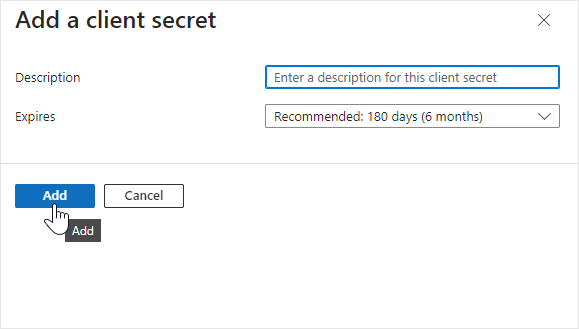 Add a client secret
Description
Enter a description for this client secret
Expires
Recommended: 180 days (6 months)
Add
Cancel
Add